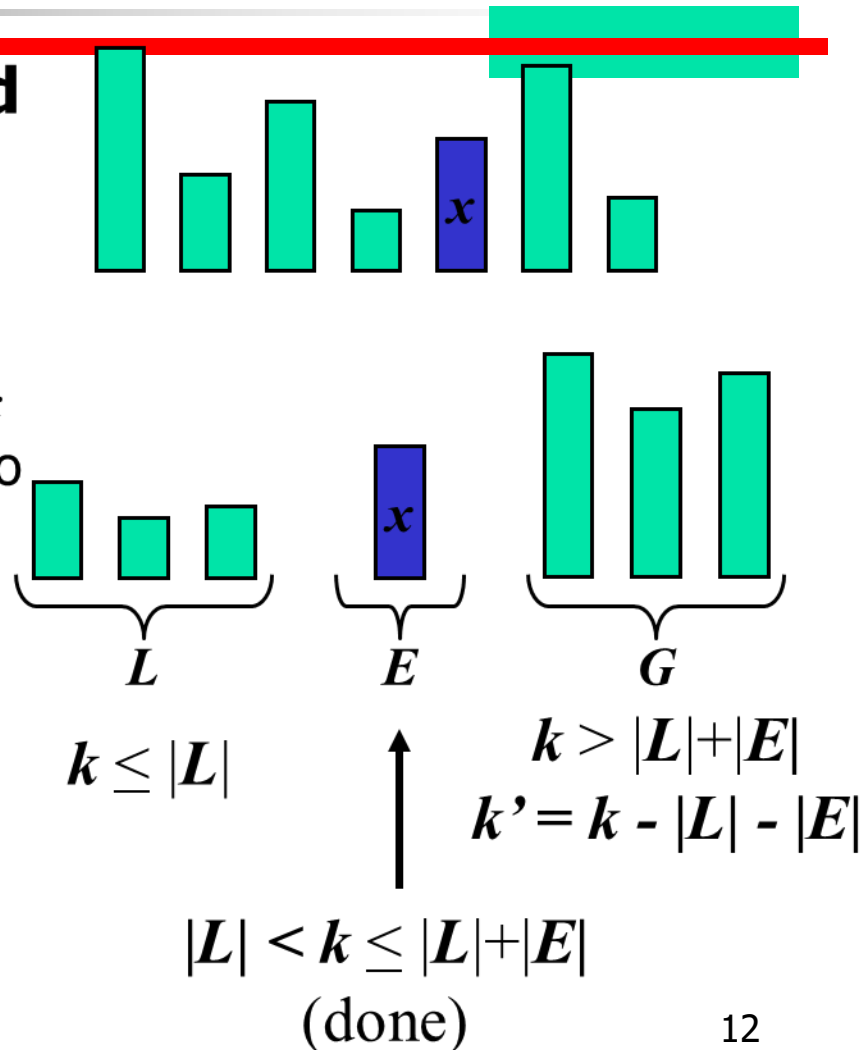 d
x
o
x
L E G
k ≤ |L|
k > |L|+|E|
k’ = k - |L| - |E|
|L| < k ≤ |L|+|E|
(done)
12